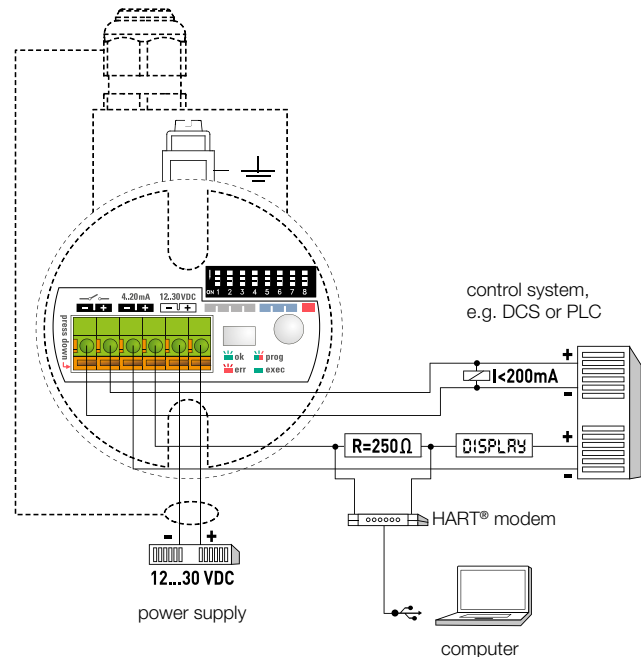 ON 1 2 3 4 5 6 7 8
4..20mA 12..30VDC
- + - + - +
press down
ok prog
err exec
control system,
e.g. DCS or PLC
+
I<200mA
-
R=250Ω DISPLAY
+
-
HART® modem
- +
12...30 VDC
power supply
computer